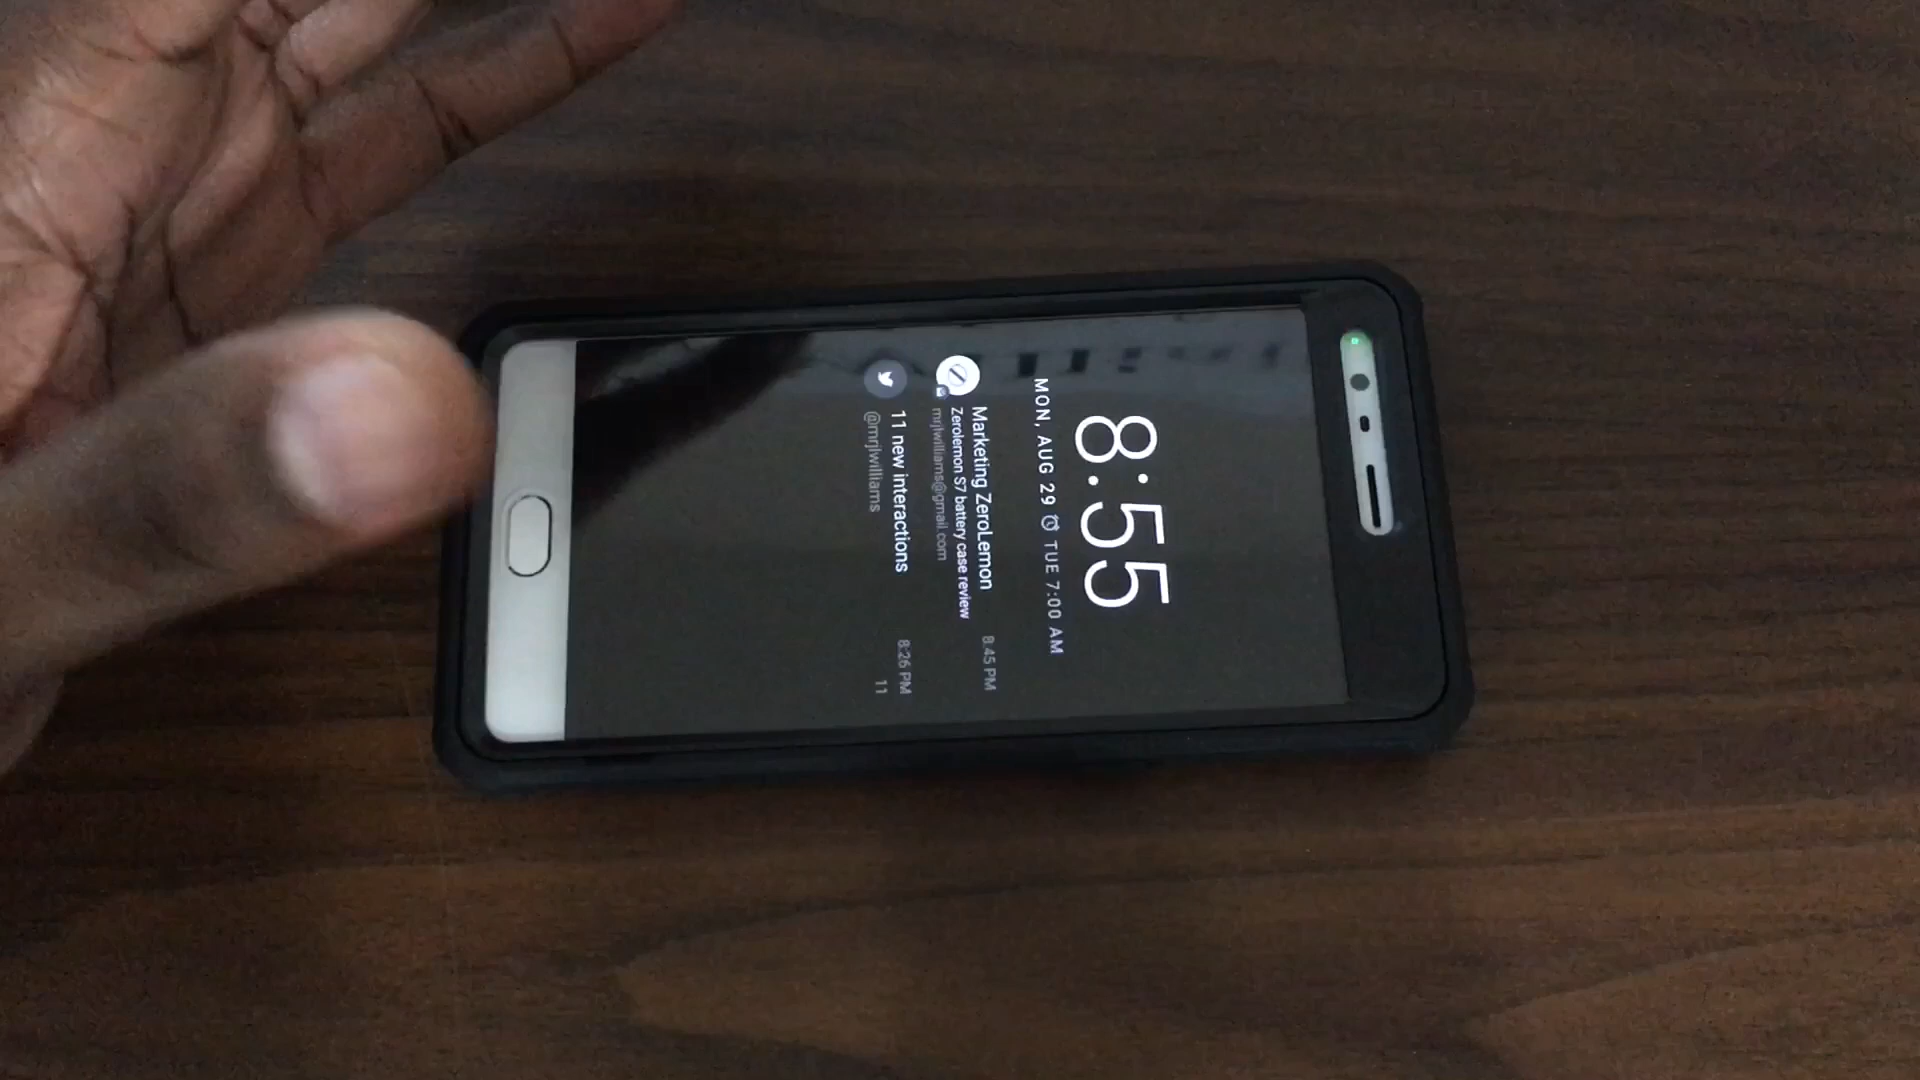 8:55
MON, AUG 29 TUE 7:00 AM
Marketing ZeroLemon 8:45 PM
Zerolemon S7 battery case review
mrjlwilliams@gmail.com
11 new interactions 8:26 PM
@mrjlwilliams 11